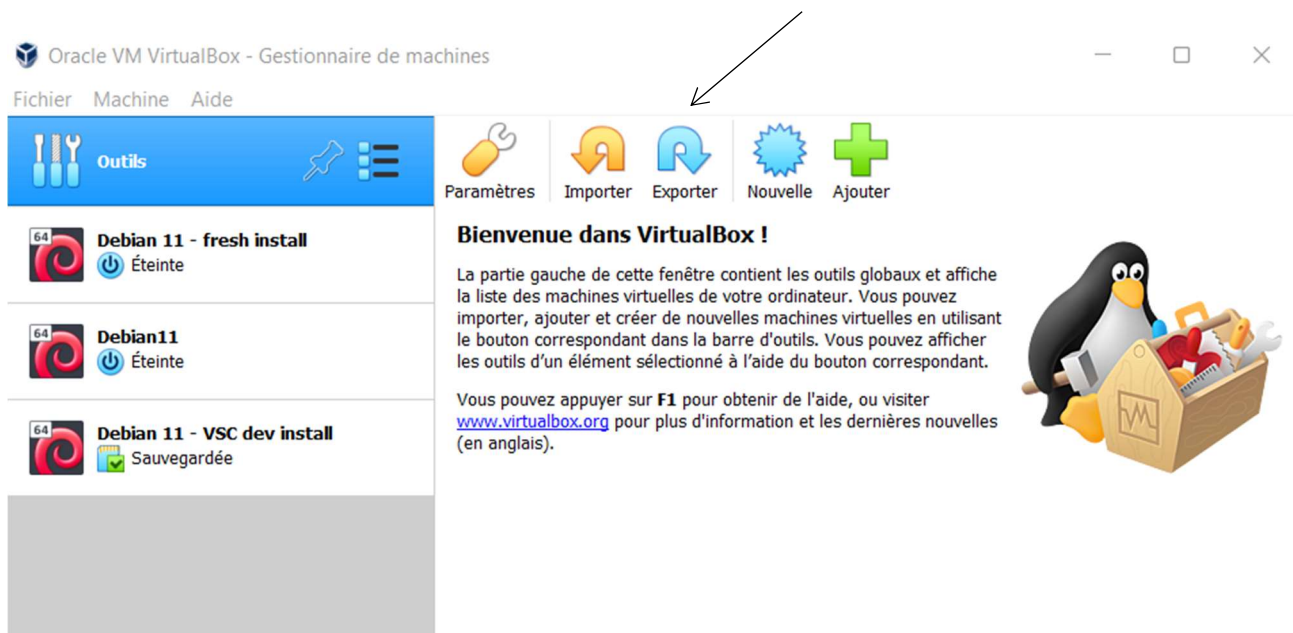 Oracle VM VirtualBox - Gestionnaire de machines
Fichier Machine Aide
Outils
64
Debian 11 - fresh install
Éteinte
64
Debian11
Éteinte
64
Debian 11 - VSC dev install
Sauvegardée
Paramètres Importer Exporter Nouvelle Ajouter
Bienvenue dans VirtualBox !
La partie gauche de cette fenêtre contient les outils globaux et affiche
la liste des machines virtuelles de votre ordinateur. Vous pouvez
importer, ajouter et créer de nouvelles machines virtuelles en utilisant
le bouton correspondant dans la barre d'outils. Vous pouvez afficher
les outils d’un élément sélectionné à l’aide du bouton correspondant.
Vous pouvez appuyer sur F1 pour obtenir de l'aide, ou visiter
www.virtualbox.org pour plus d'information et les dernières nouvelles
(en anglais).